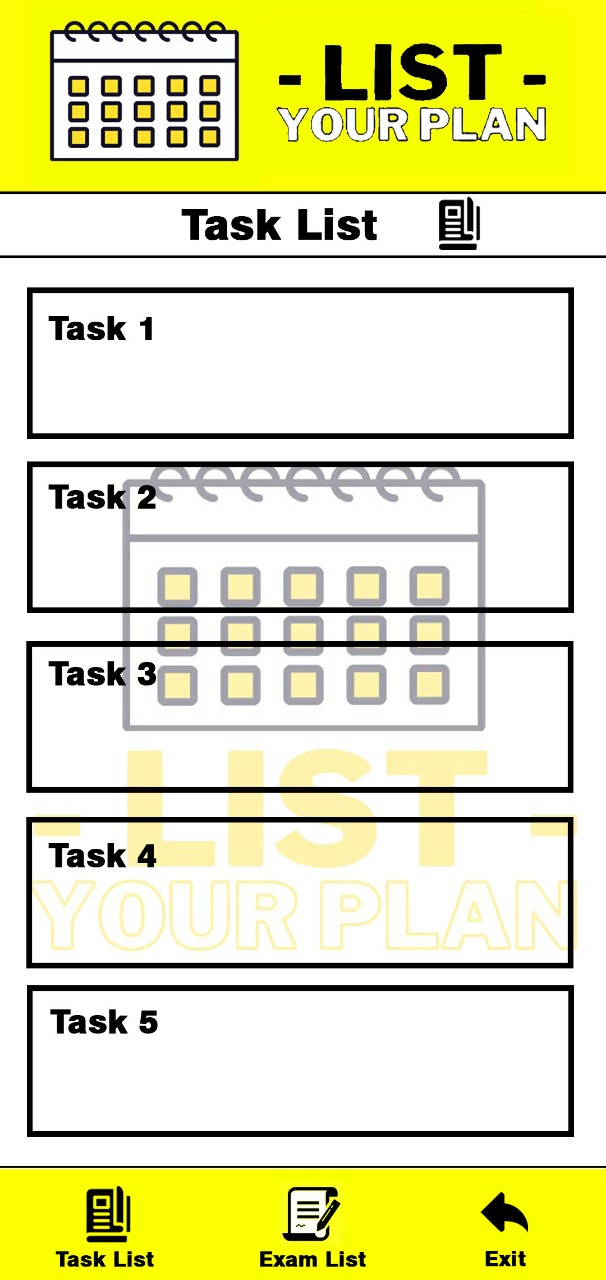 - LIST -
YOUR PLAN
Task List
Task 1
Task 2
Task 3
- LIST -
Task 4
YOUR PLAN
Task 5
Task List
Exam List
Exit